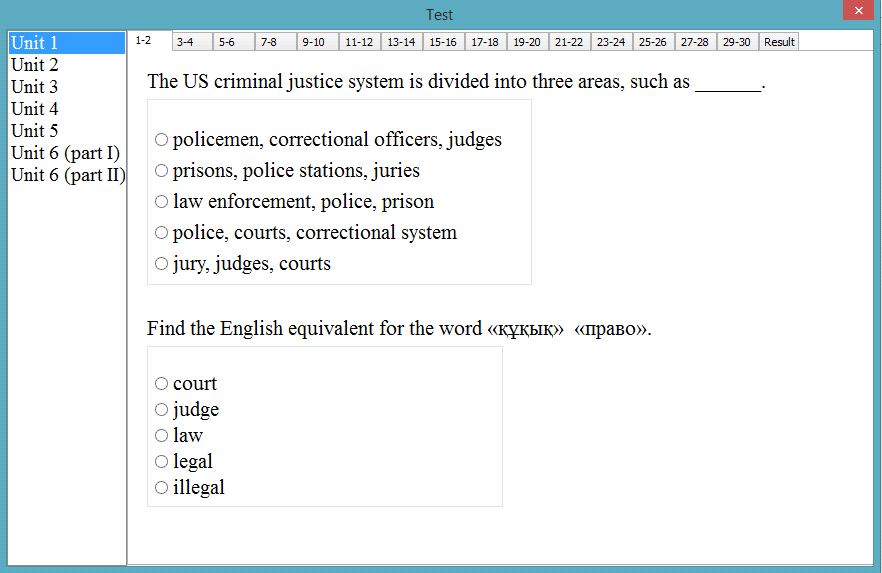 Test
Unit 1
Unit 2
Unit 3
Unit 4
Unit 5
Unit 6 (part I)
Unit 6 (part II)
1-2 3-4 5-6 7-8 9-10 11-12 13-14 15-16 17-18 19-20 21-22 23-24 25-26 27-28 29-30 Result
The US criminal justice system is divided into three areas, such as _______.
policemen, correctional officers, judges
prisons, police stations, juries
law enforcement, police, prison
police, courts, correctional system
jury, judges, courts
Find the English equivalent for the word «құқық» «право».
court
judge
law
legal
illegal